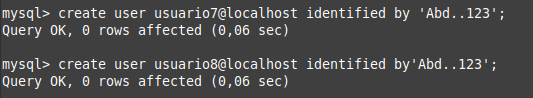 mysql> create user usuario7@localhost identified by 'Abd..123';
Query OK, 0 rows affected (0,06 sec)
mysql> create user usuario8@localhost identified by'Abd..123';
Query OK, 0 rows affected (0,06 sec)